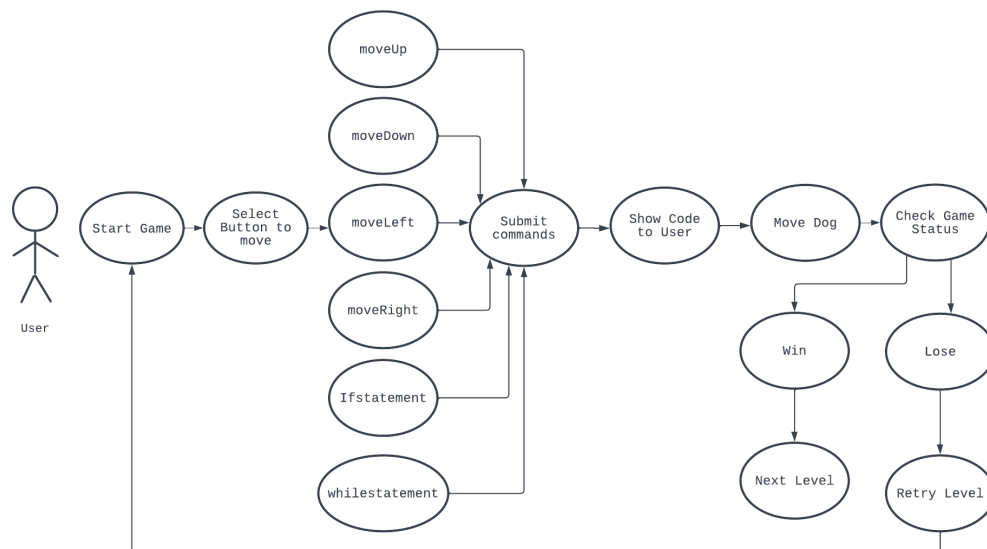 moveUp
moveDown
User
Start Game
Select
Button to
move
moveLeft
moveRight
Ifstatement
whilestatement
Submit
commands
Show Code
to User
Move Dog
Check Game
Status
Win
Next Level
Lose
Retry Level